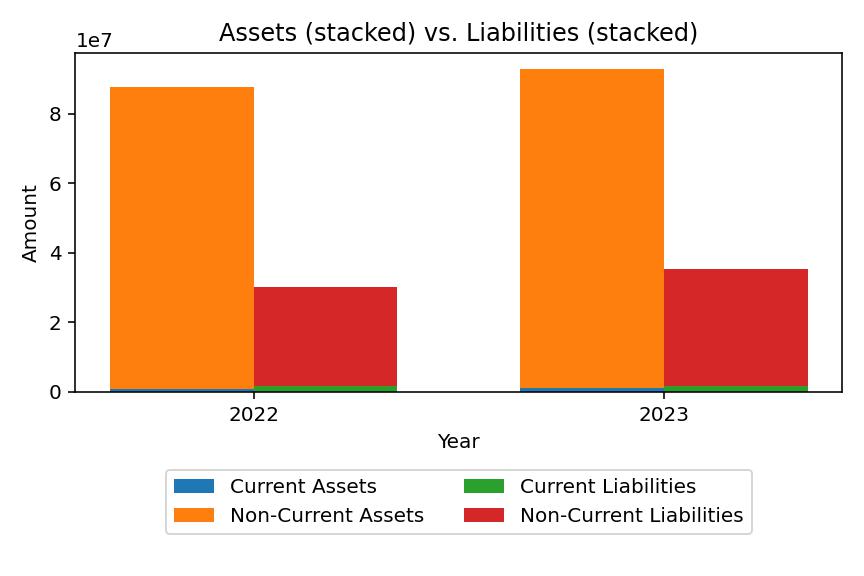 Assets (stacked) vs. Liabilities (stacked)
1e7
8
6
4
2
0
Amount
2022
2023
Year
Current Assets
Non-Current Assets
Current Liabilities
Non-Current Liabilities